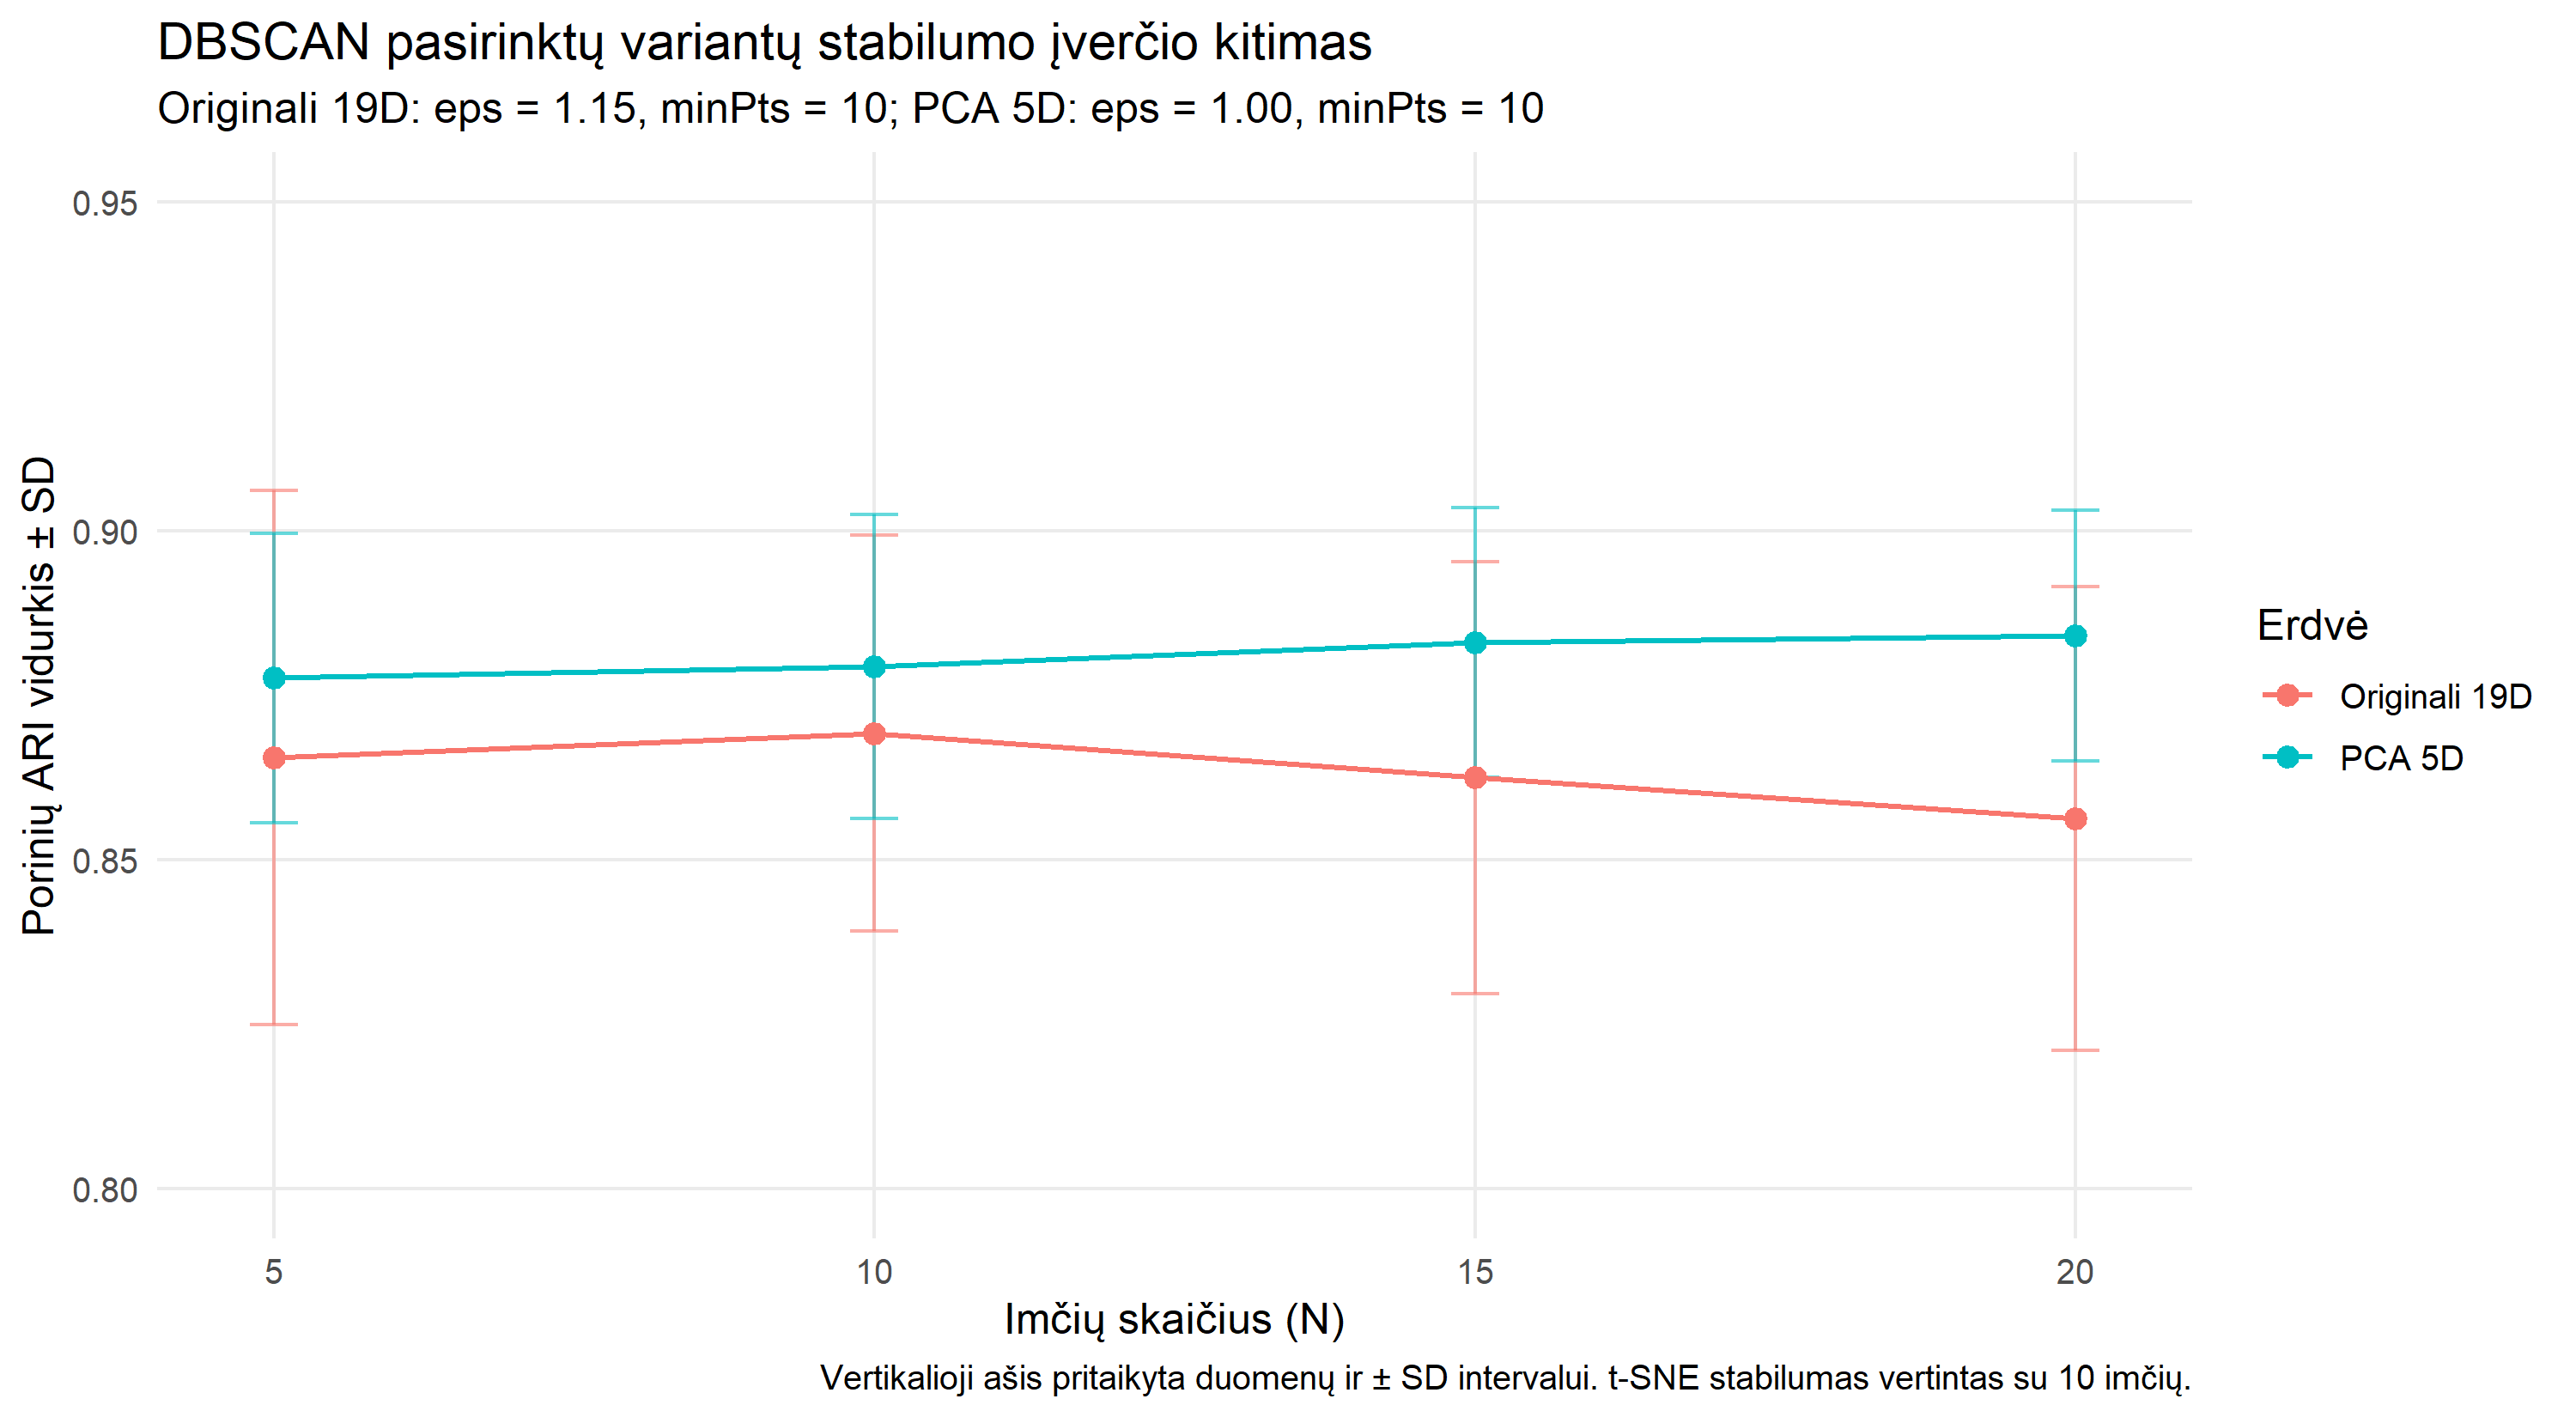 DBSCAN pasirinktų variantų stabilumo įverčio kitimas
Originali 19D: eps = 1.15, minPts = 10; PCA 5D: eps = 1.00, minPts = 10
Porinių ARI vidurkis ± SD
0.95
0.90
0.85
0.80
5
10
15
20
Imčių skaičius (N)
Erdvė
Originali 19D
PCA 5D
Vertikalioji ašis pritaikyta duomenų ir ± SD intervalui. t-SNE stabilumas vertintas su 10 imčių.